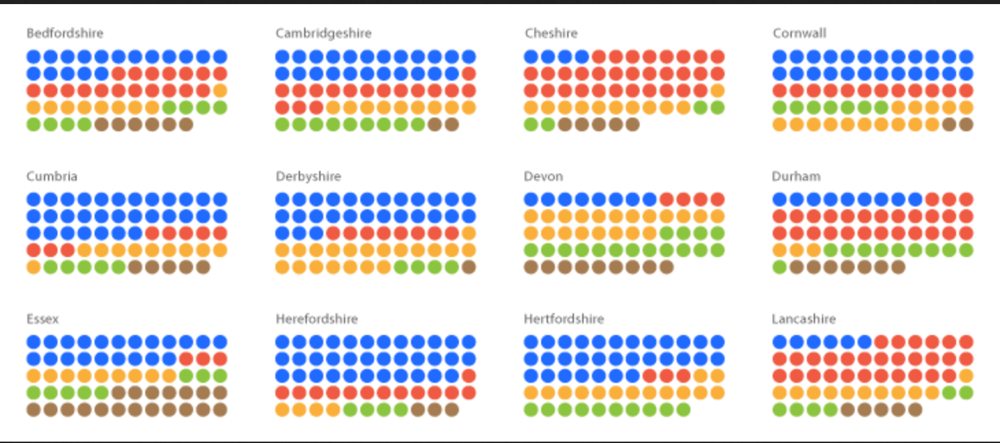 Bedfordshire
Cambridgeshire
Cheshire
Cornwall
Cumbria
Derbyshire
Devon
Durham
Essex
Herefordshire
Hertfordshire
Lancashire